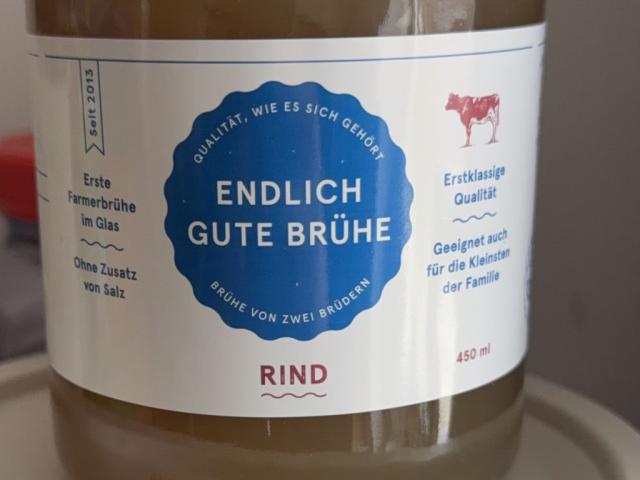 Seit 2013
Erste
Farmerbrühe
im Glas
Ohne Zusatz
von Salz
QUALITÄT, WIE ES SICH GEHÖRT
ENDLICH
GUTE BRÜHE
BRÜHE VON ZWEI BRÜDERN
RIND
Erstklassige
Qualität
Geeignet auch
für die Kleinsten
der Familie
450 ml